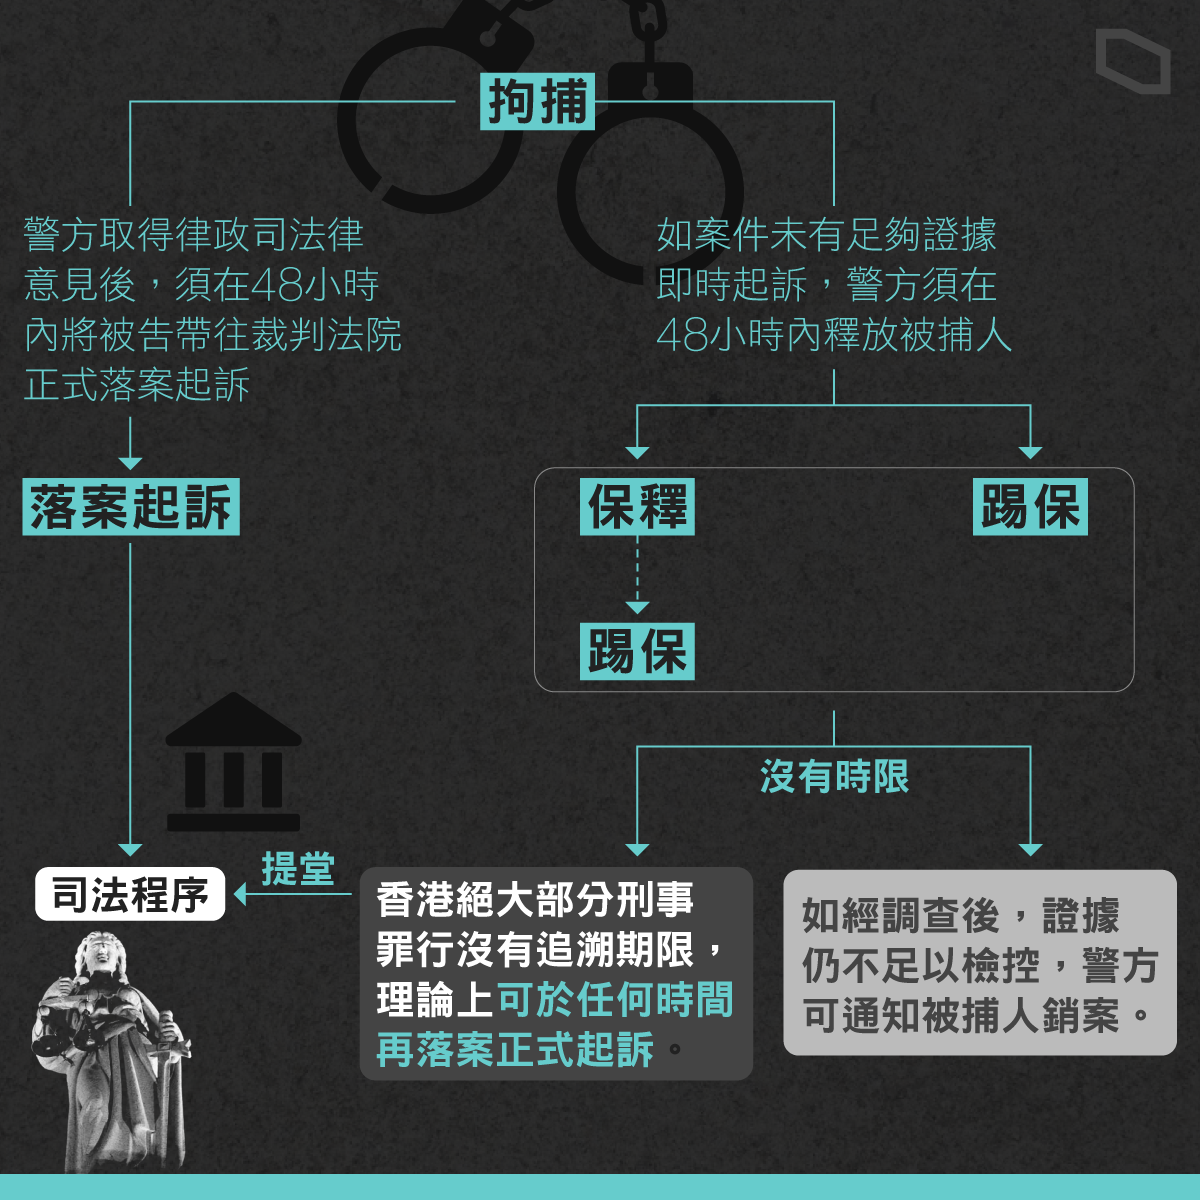 拘捕
警方取得律政司法律
意見後，須在48小時
內將被告帶往裁判法院
正式落案起訴
落案起訴
如案件未有足夠證據
即時起訴，警方須在
48小時內釋放被捕人
保釋
踢保
踢保
沒有時限
司法程序
提堂
香港絕大部分刑事
罪行沒有追溯期限，
理論上可於任何時間
再落案正式起訴。
如經調查後，證據
仍不足以檢控，警方
可通知被捕人銷案。